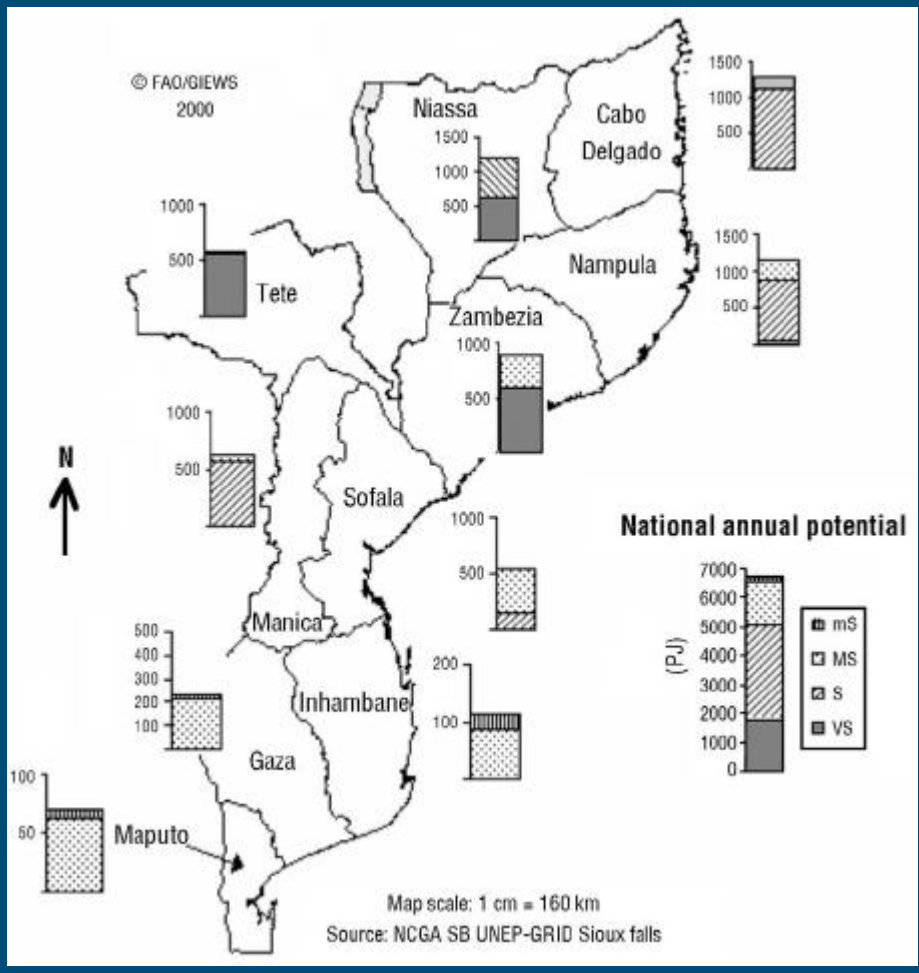 © FAO/GIEWS
2000
Niassa
1500
1000
500
Cabo
Delgado
1500
1000
500
1000
500
Tete
Nampula
1500
1000
500
Zambezia
1000
500
1000
500
N
Sofala
1000
500
National annual potential
7000
6000
5000
4000
3000
2000
1000
0
(PJ)
mS
MS
S
VS
Manica
500
400
300
200
100
Inhambane
200
100
Gaza
100
50
Maputo
Map scale: 1 cm = 160 km
Source: NCGA SB UNEP-GRID Sioux falls